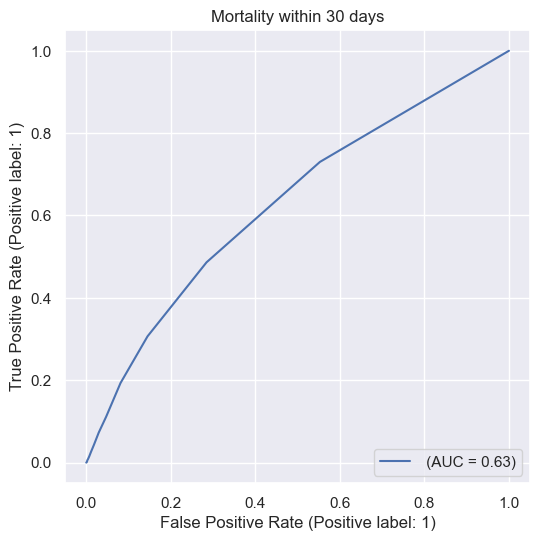 Mortality within 30 days
True Positive Rate (Positive label: 1)
1.0
0.8
0.6
0.4
0.2
0.0
(AUC = 0.63)
0.0 0.2 0.4 0.6 0.8 1.0
False Positive Rate (Positive label: 1)